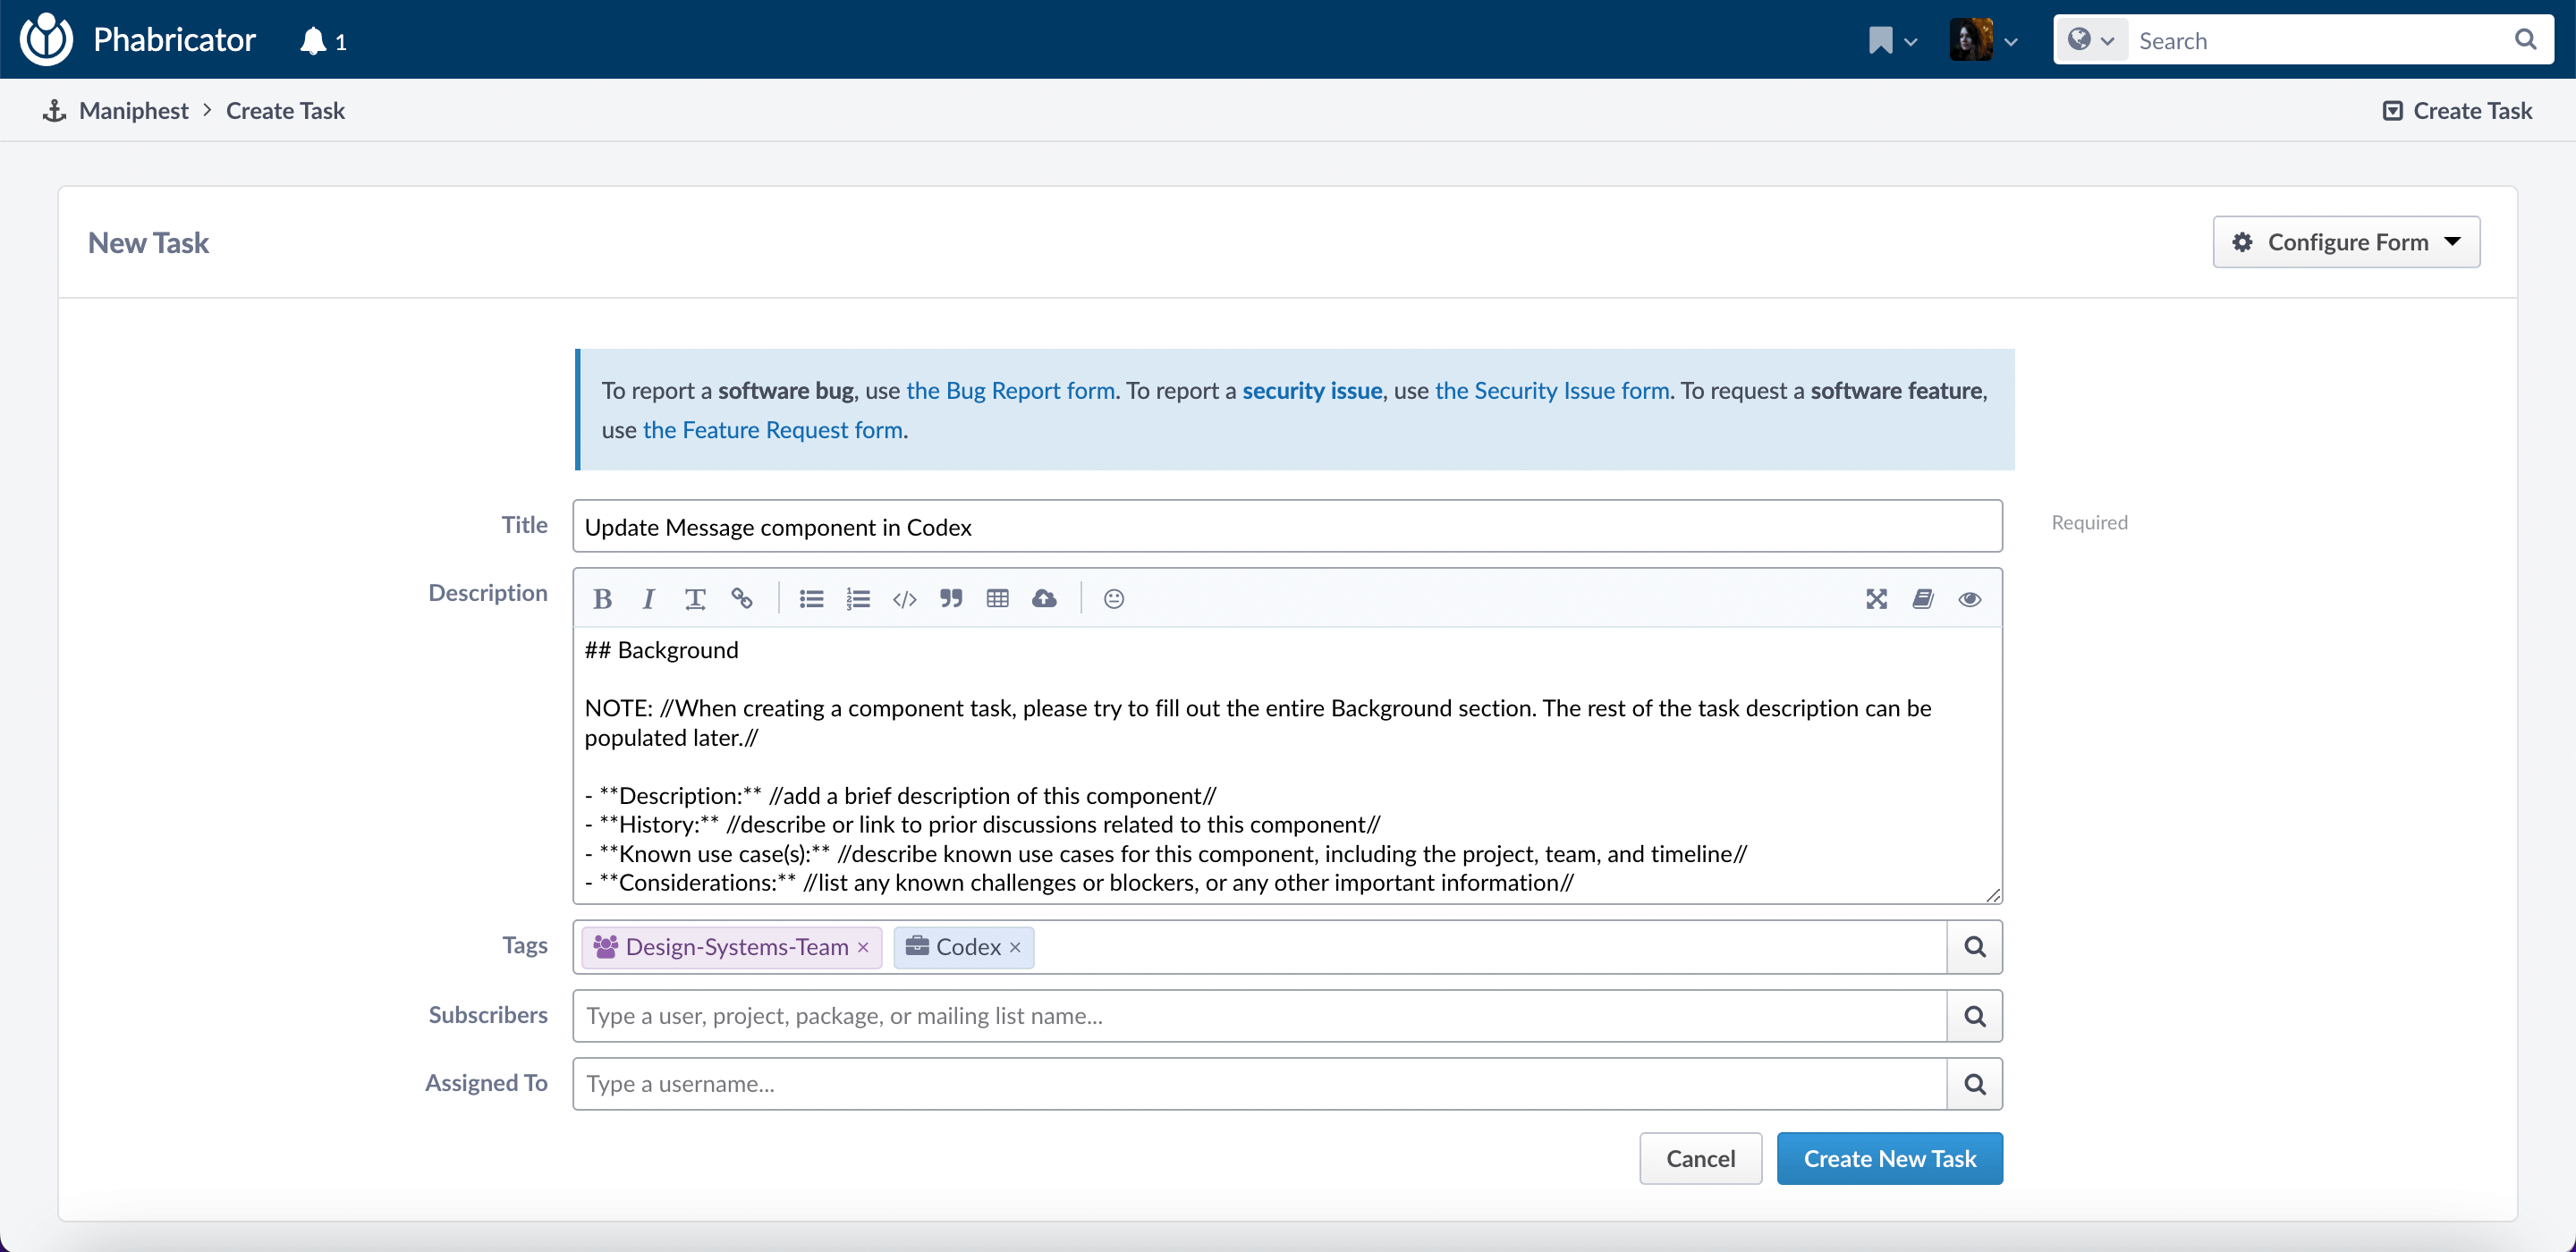 Phabricator 1 Search
Maniphest > Create Task Create Task
New Task Configure Form
To report a software bug, use the Bug Report form. To report a security issue, use the Security Issue form. To request a software feature,
use the Feature Request form.
Title Update Message component in Codex Required
Description
## Background
NOTE: //When creating a component task, please try to fill out the entire Background section. The rest of the task description can be
populated later.//
- **Description:** //add a brief description of this component//
- **History:** //describe or link to prior discussions related to this component//
- **Known use case(s):** //describe known use cases for this component, including the project, team, and timeline//
- **Considerations:** //list any known challenges or blockers, or any other important information//
Tags Design-Systems-Team × Codex ×
Subscribers Type a user, project, package, or mailing list name...
Assigned To Type a username...
Cancel Create New Task